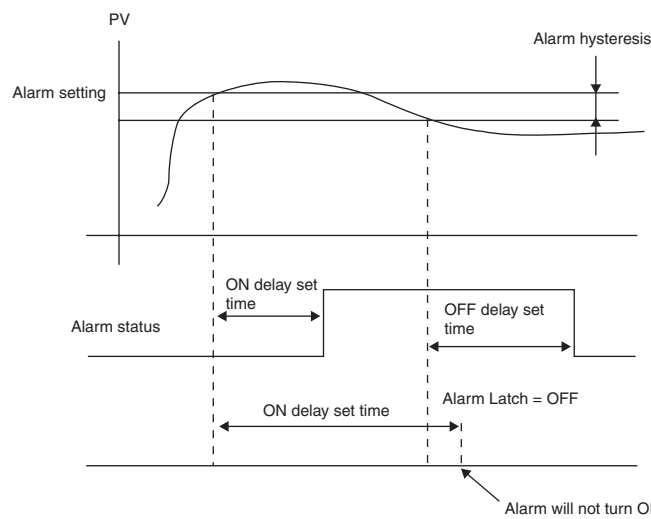 PV
Alarm hysteresis
Alarm setting
ON delay set
time
OFF delay set
time
Alarm status
Alarm Latch = OFF
ON delay set time
Alarm will not turn